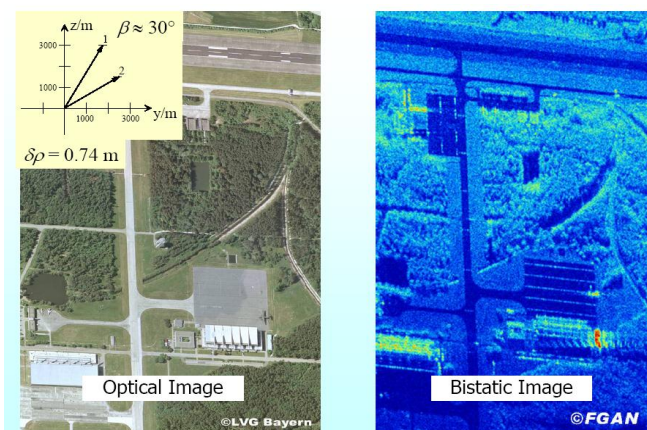 z/m
β ≈ 30°
3000
1
2
1000
1000
3000
y/m
δρ = 0.74 m
Optical Image
Bistatic Image
©LVG Bayern
©FGAN